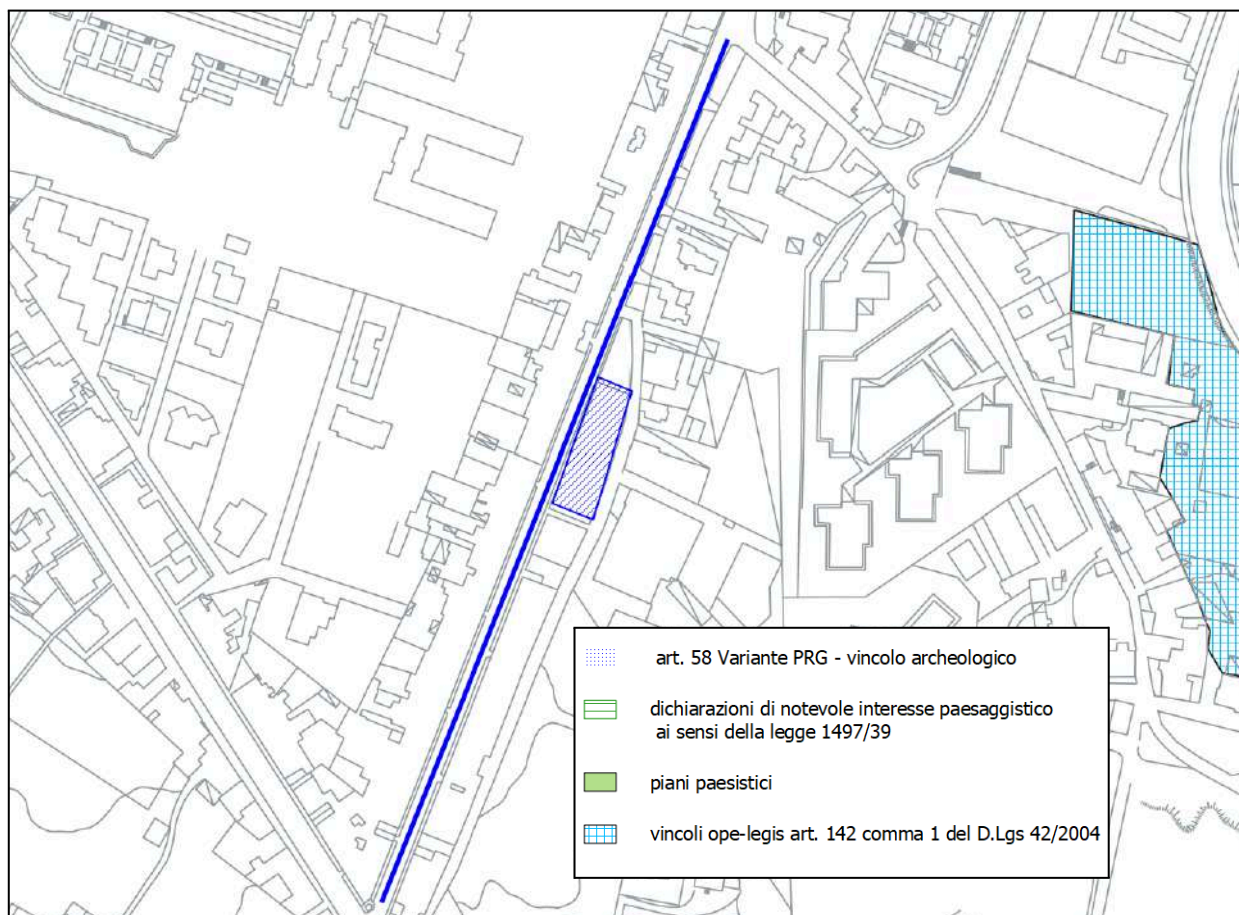 art. 58 Variante PRG - vincolo archeologico
dichiarazioni di notevole interesse paesaggistico
ai sensi della legge 1497/39
piani paesistici
vincoli ope-legis art. 142 comma 1 del D.Lgs 42/2004